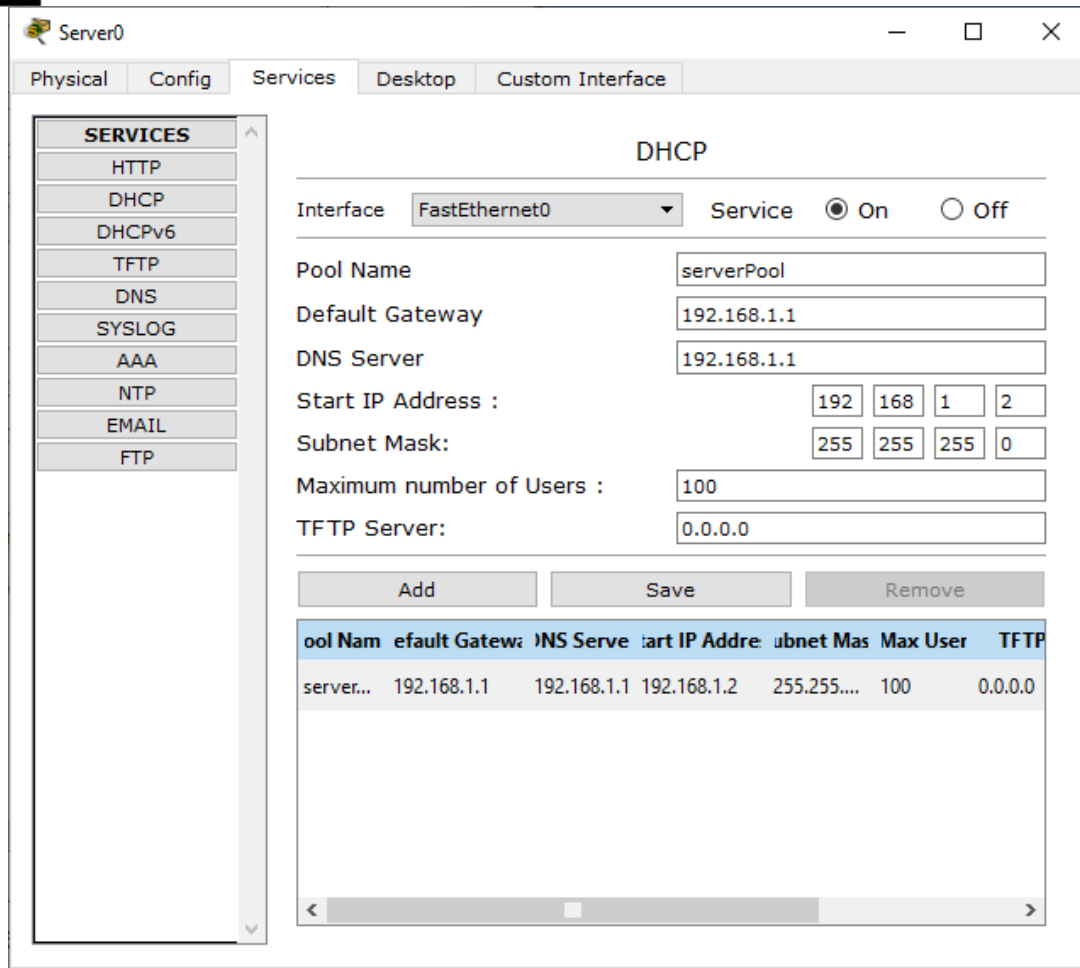 Server0
Physical Config Services Desktop Custom Interface
SERVICES
HTTP
DHCP
DHCPv6
TFTP
DNS
SYSLOG
AAA
NTP
EMAIL
FTP
DHCP
Interface FastEthernet0 Service On Off
Pool Name serverPool
Default Gateway 192.168.1.1
DNS Server 192.168.1.1
Start IP Address : 192 168 1 2
Subnet Mask: 255 255 255 0
Maximum number of Users : 100
TFTP Server: 0.0.0.0
Add Save Remove
ool Nam efault Gatewa DNS Serve tart IP Addre ubnet Mas Max User TFTP
server... 192.168.1.1 192.168.1.1 192.168.1.2 255.255.... 100 0.0.0.0